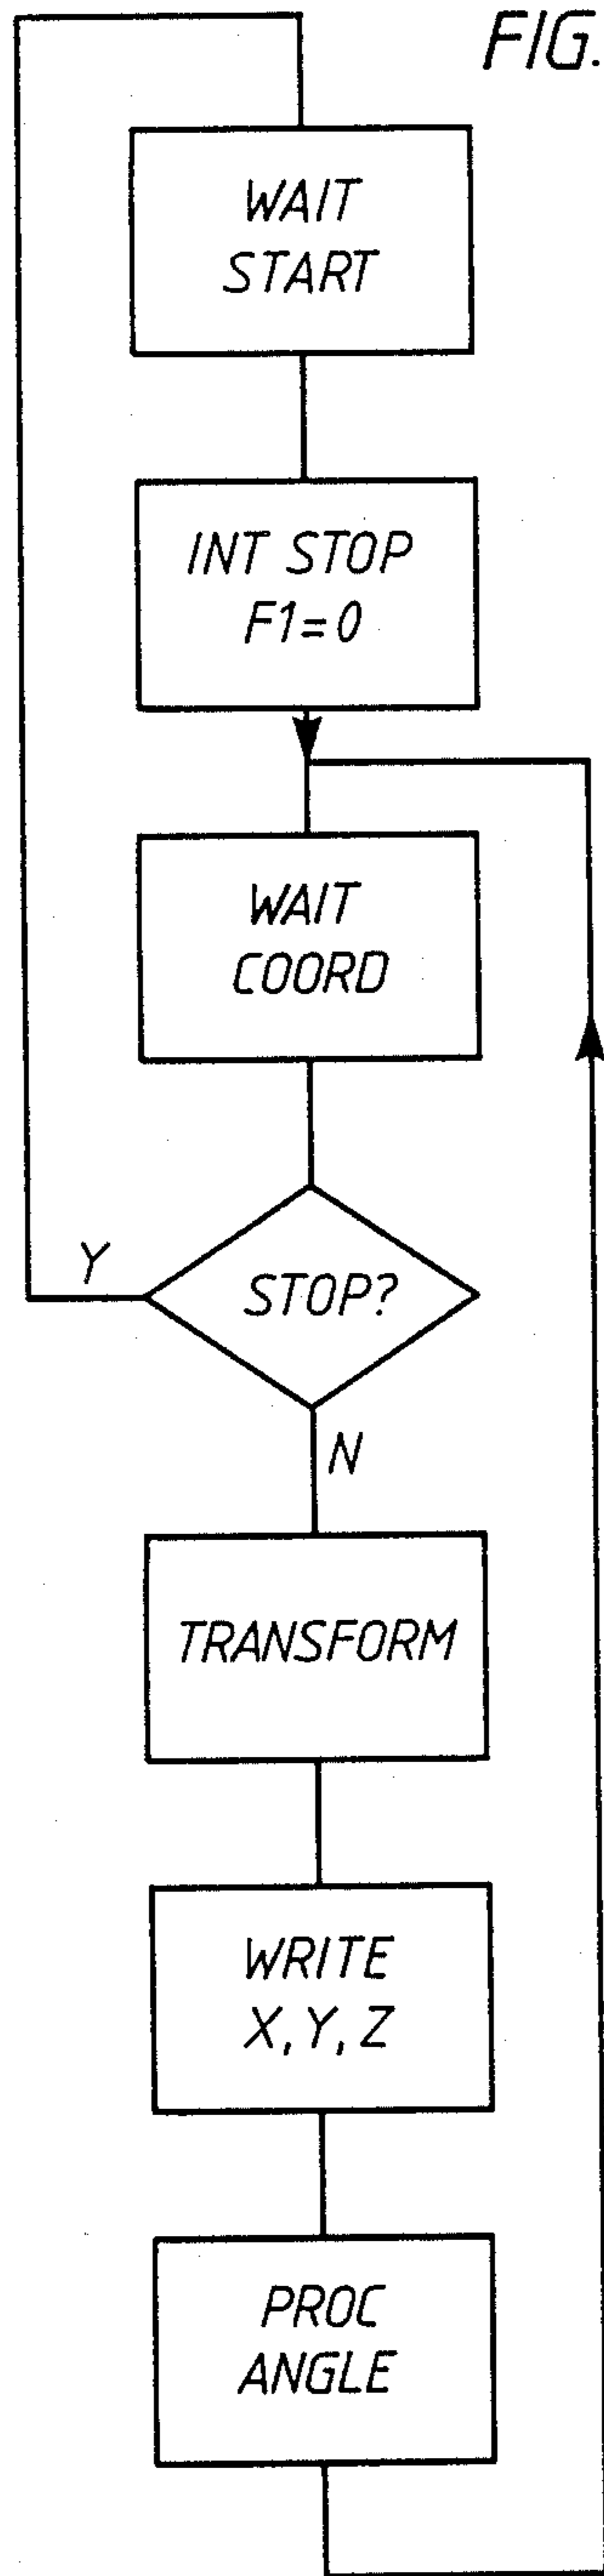 FIG.
WAIT
START
INT STOP
F1=0
WAIT
COORD
STOP?
Y
N
TRANSFORM
WRITE
X, Y, Z
PROC
ANGLE